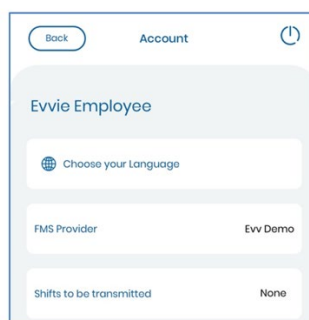 Back Account
Evvie Employee
Choose your Language
FMS Provider Evv Demo
Shifts to be transmitted None